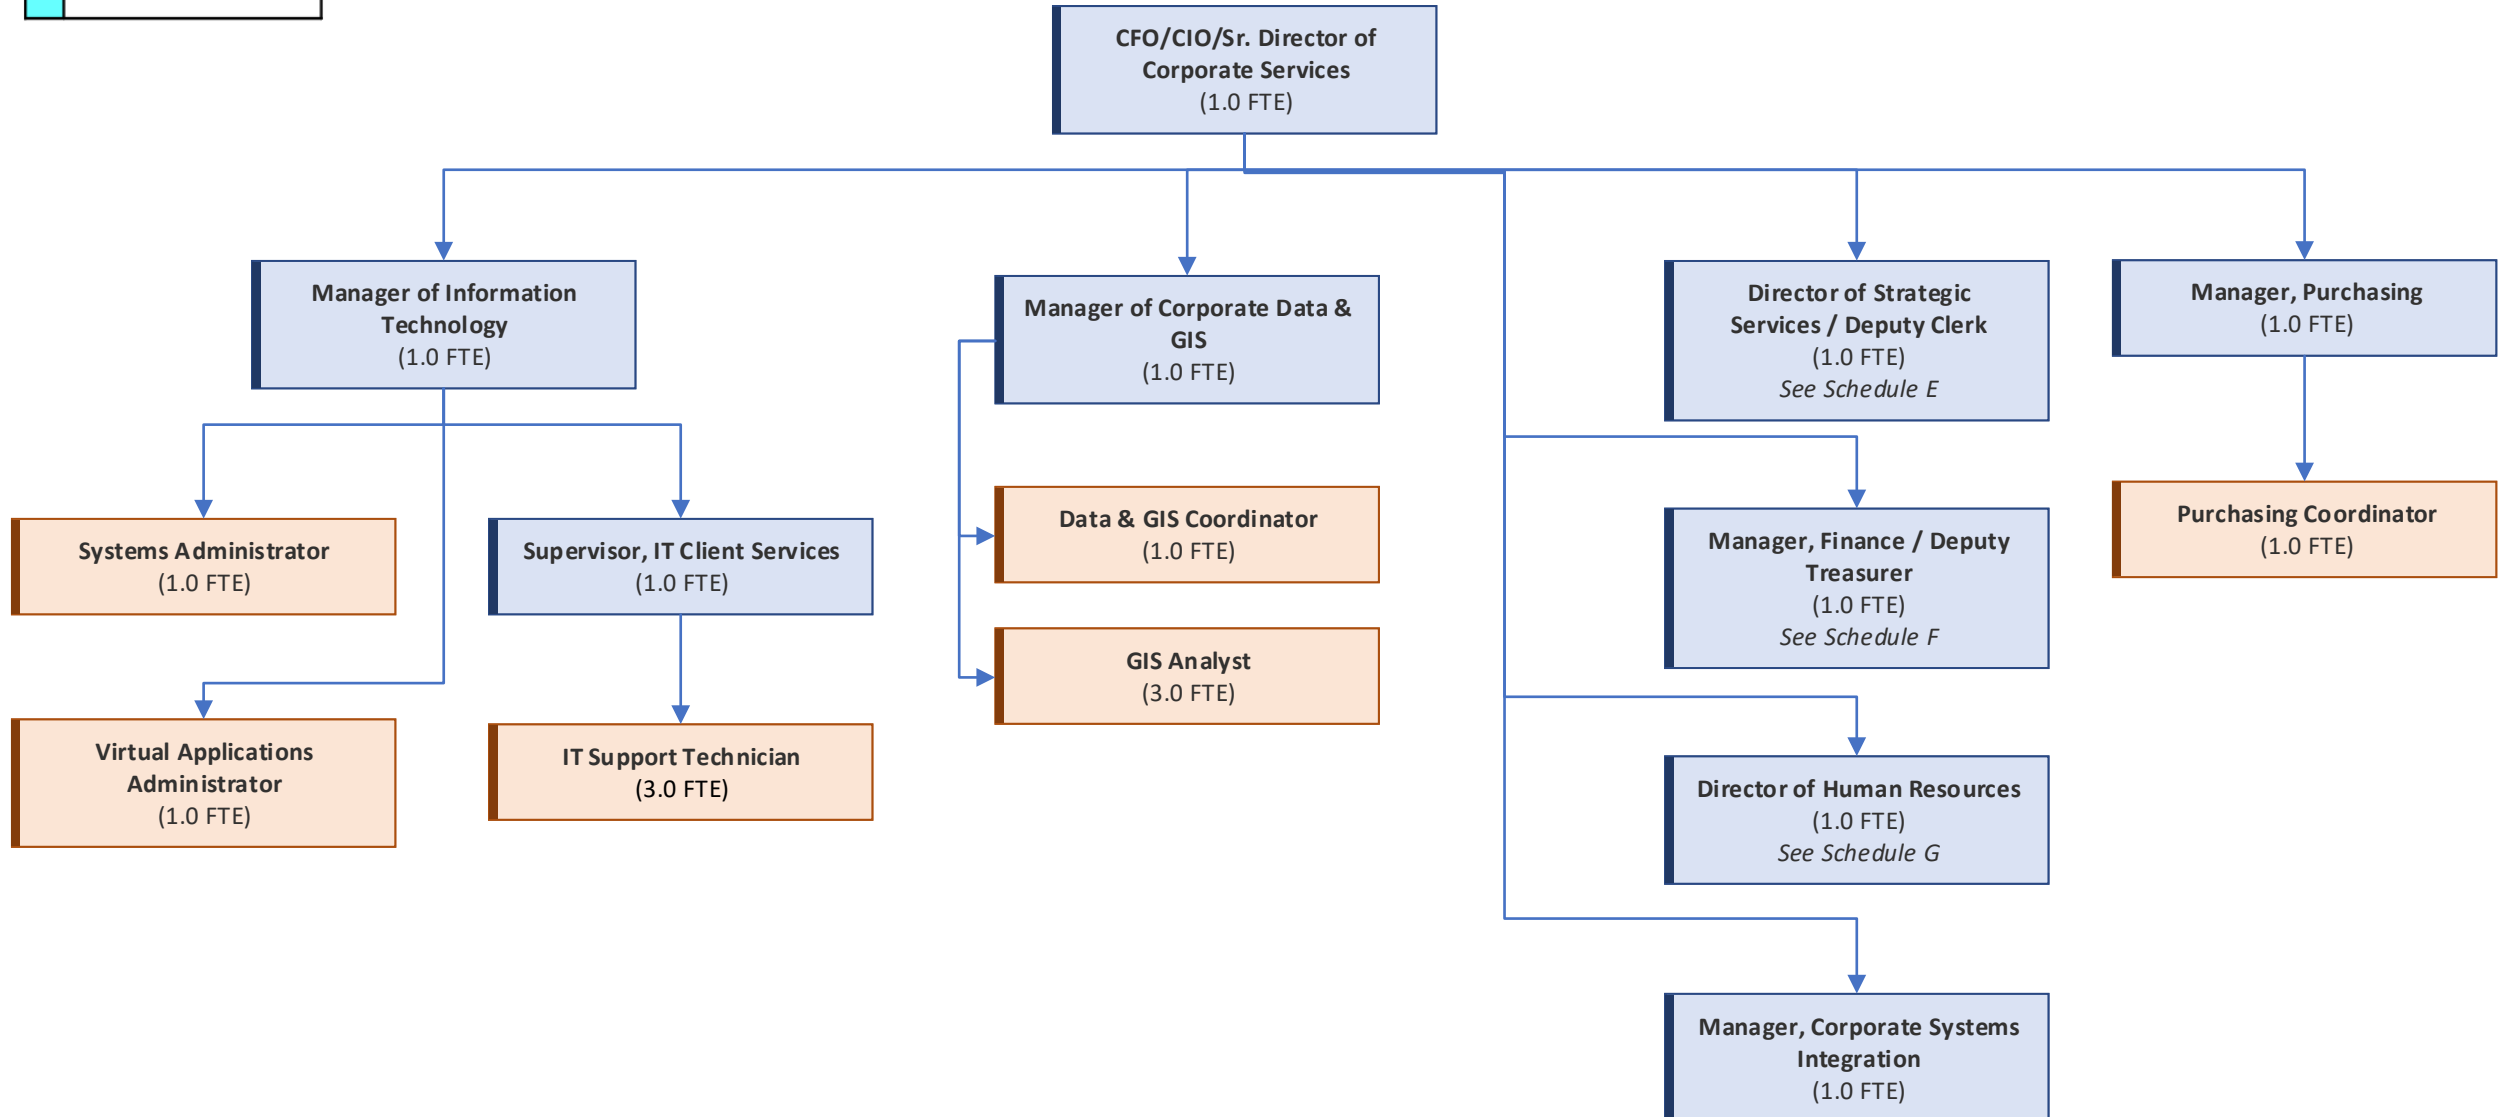 CFO/CIO/Sr. Director of
Corporate Services
(1.0 FTE)
Manager of Information
Technology
(1.0 FTE)
Manager of Corporate Data &
GIS
(1.0 FTE)
Director of Strategic
Services / Deputy Clerk
(1.0 FTE)
See Schedule E
Manager, Purchasing
(1.0 FTE)
Systems Administrator
(1.0 FTE)
Supervisor, IT Client Services
(1.0 FTE)
Data & GIS Coordinator
(1.0 FTE)
Manager, Finance / Deputy
Treasurer
(1.0 FTE)
See Schedule F
Purchasing Coordinator
(1.0 FTE)
GIS Analyst
(3.0 FTE)
Virtual Applications
Administrator
(1.0 FTE)
IT Support Technician
(3.0 FTE)
Director of Human Resources
(1.0 FTE)
See Schedule G
Manager, Corporate Systems
Integration
(1.0 FTE)